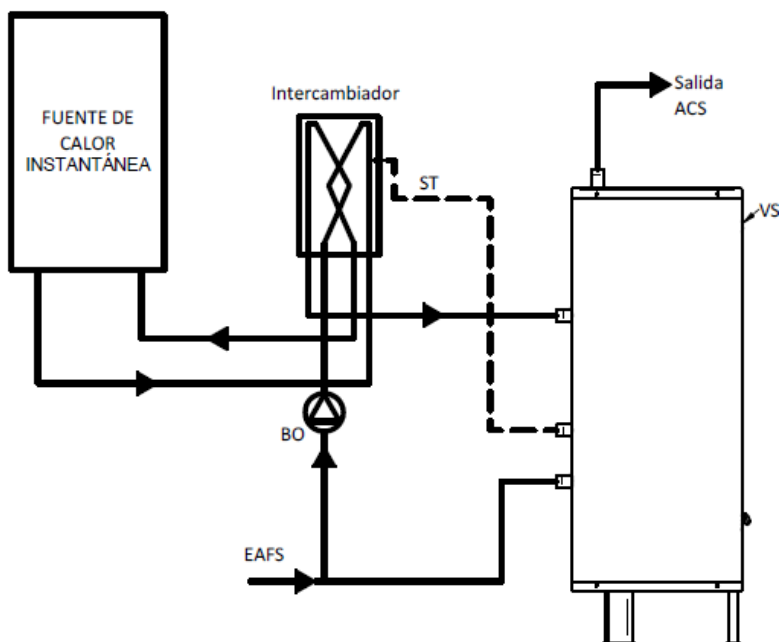 FUENTE DE
CALOR
INSTANTÁNEA
Intercambiador
Salida
ACS
ST
VS
BO
EAFS